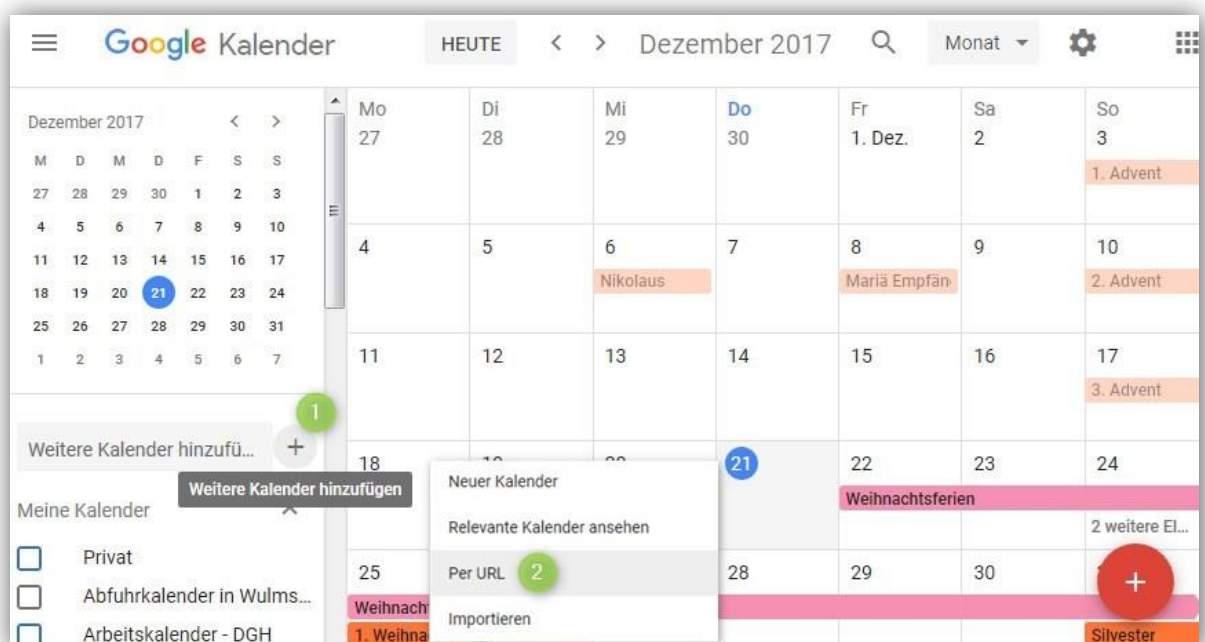 Google Kalender HEUTE < > Dezember 2017 Monat
Dezember 2017 < >
M D M D F S S
27 28 29 30 1 2 3
4 5 6 7 8 9 10
11 12 13 14 15 16 17
18 19 20 21 22 23 24
25 26 27 28 29 30 31
1 2 3 4 5 6 7
1
Weitere Kalender hinzufü... +
Weitere Kalender hinzufügen
Meine Kalender
Privat
Abfuhrkalender in Wulms...
Arbeitskalender - DGH
Mo Di Mi Do Fr Sa So
27 28 29 30 1. Dez. 2 3
1. Advent
4 5 6 7 8 9 10
Nikolaus Mariä Empfän 2. Advent
11 12 13 14 15 16 17
3. Advent
18 21 22 23 24
Weihnachtsferien
2 weitere El...
25 28 29 30
Weihnach
1. Weihna Silvester
Neuer Kalender
Relevante Kalender ansehen
Per URL 2
Importieren
+